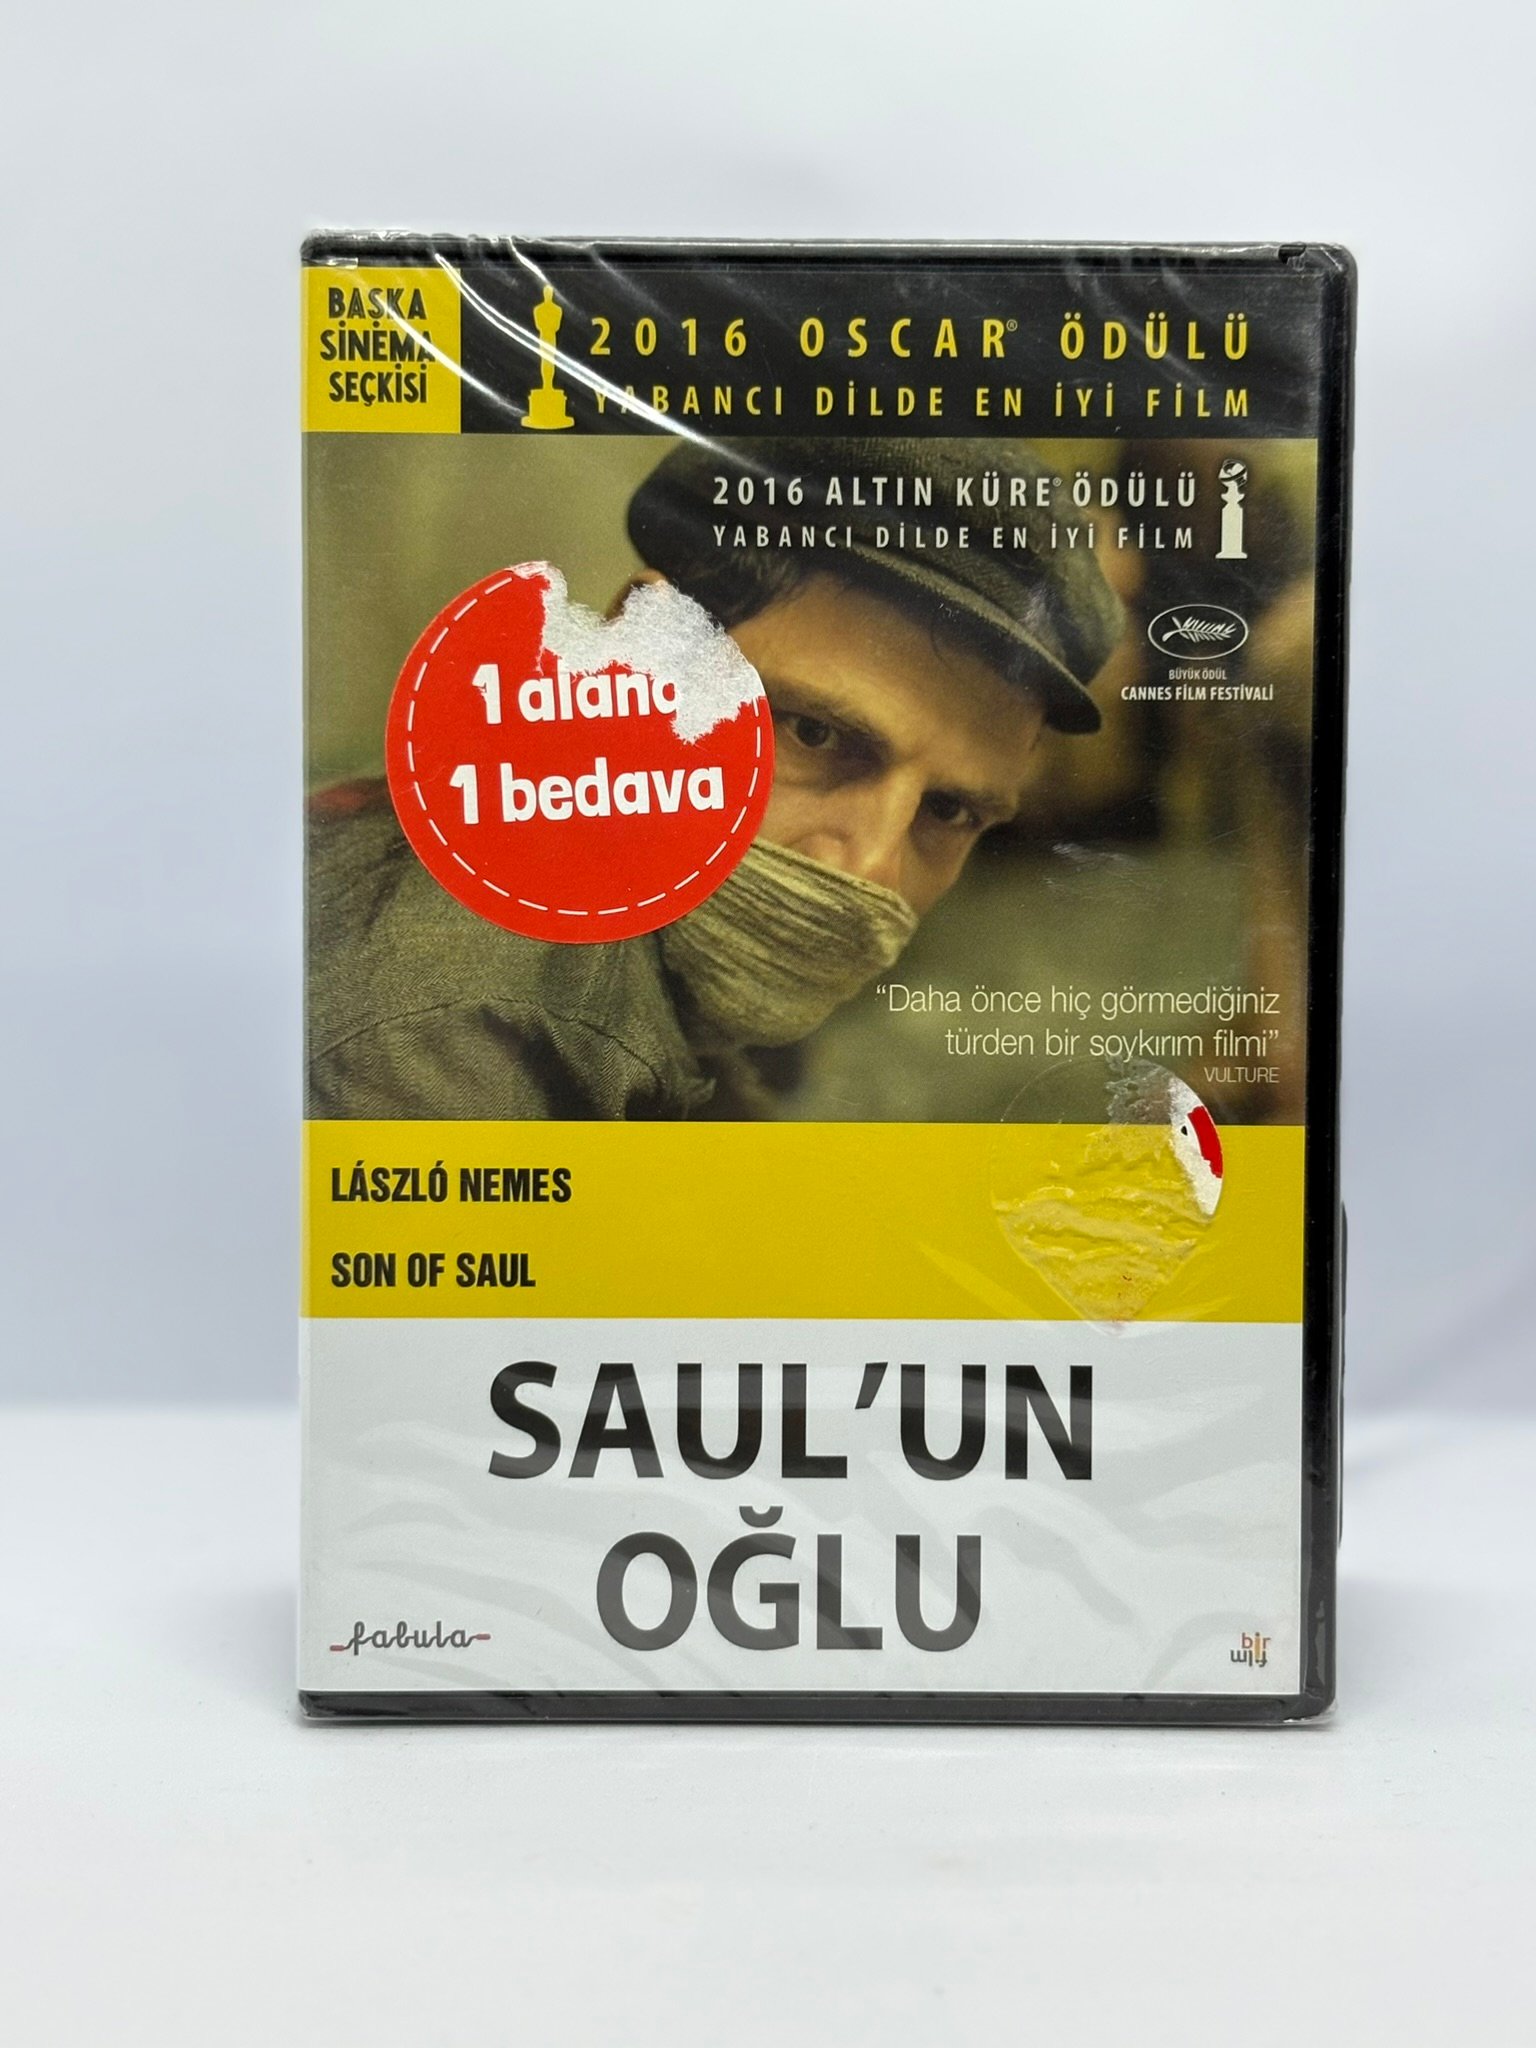 BAŞKA
SİNEMA
SEÇKİSİ
2016 OSCAR® ÖDÜLÜ
YABANCI DİLDE EN İYİ FİLM
2016 ALTIN KÜRE® ÖDÜLÜ
YABANCI DİLDE EN İYİ FİLM
BÜYÜK ÖDÜL
CANNES FİLM FESTİVALİ
1 alana
1 bedava
“Daha önce hiç görmediğiniz
türden bir soykırım filmi”
VULTURE
LÁSZLÓ NEMES
SON OF SAUL
SAUL’UN
OĞLU
fabula
bir
film